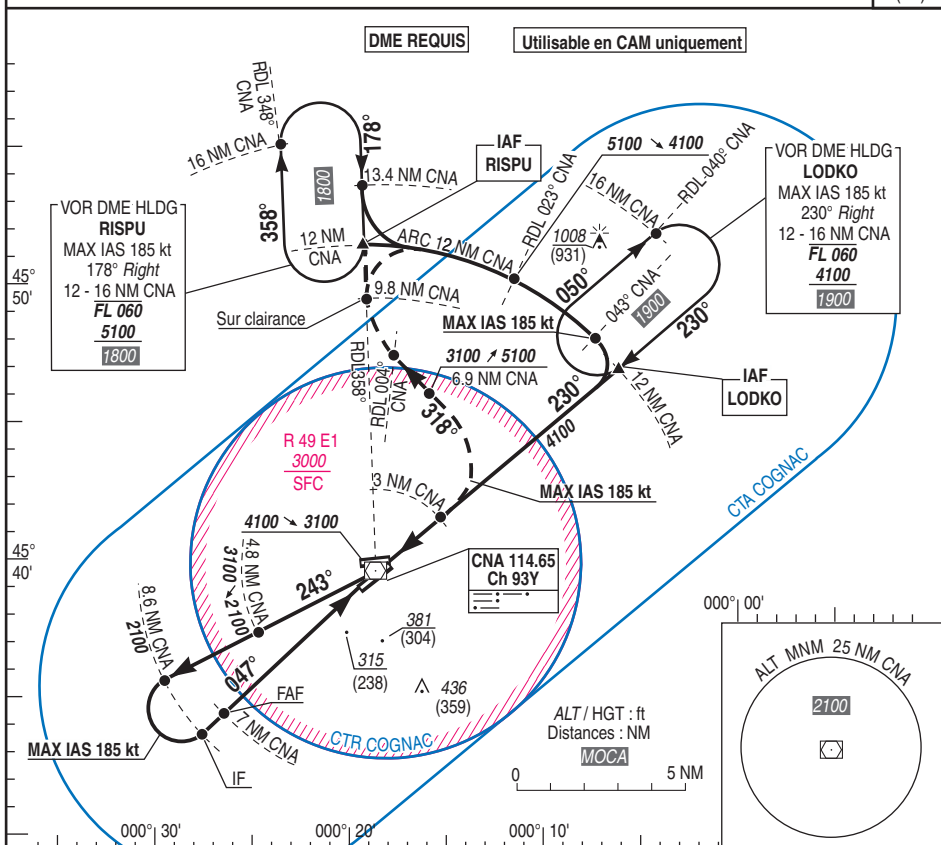 DME REQUIS
Utilisable en CAM uniquement
RDL 348°
CNA
16 NM CNA
178°
13.4 NM CNA
IAF
RISPU
1800
358°
12 NM
CNA
ARC 12 NM CNA
RDL 023° CNA
5100 ➘ 4100
RDL 040° CNA
16 NM CNA
1008
(931)
VOR DME HLDG
LODKO
MAX IAS 185 kt
230° Right
12 - 16 NM CNA
FL 060
4100
1900
VOR DME HLDG
RISPU
MAX IAS 185 kt
178° Right
12 - 16 NM CNA
FL 060
5100
1800
45°
50'
050°
043° CNA
1900
230°
9.8 NM CNA
Sur clairance
MAX IAS 185 kt
RDL 358°
RDL 004°
CNA
3100 ➚ 5100
6.9 NM CNA
318°
230°
4100
12 NM CNA
IAF
LODKO
R 49 E1
3000
SFC
3 NM CNA
MAX IAS 185 kt
CTA COGNAC
4100 ➘ 3100
45°
40'
4.8 NM CNA
3100 ➘ 2100
243°
CNA 114.65
Ch 93Y
8.6 NM CNA
2100
047°
381
(304)
315
(238)
436
(359)
FAF
7 NM CNA
MAX IAS 185 kt
IF
CTR COGNAC
ALT / HGT : ft
Distances : NM
MOCA
0
5 NM
000° 00'
ALT MNM 25 NM CNA
2100
000° 30'
000° 20'
000° 10'